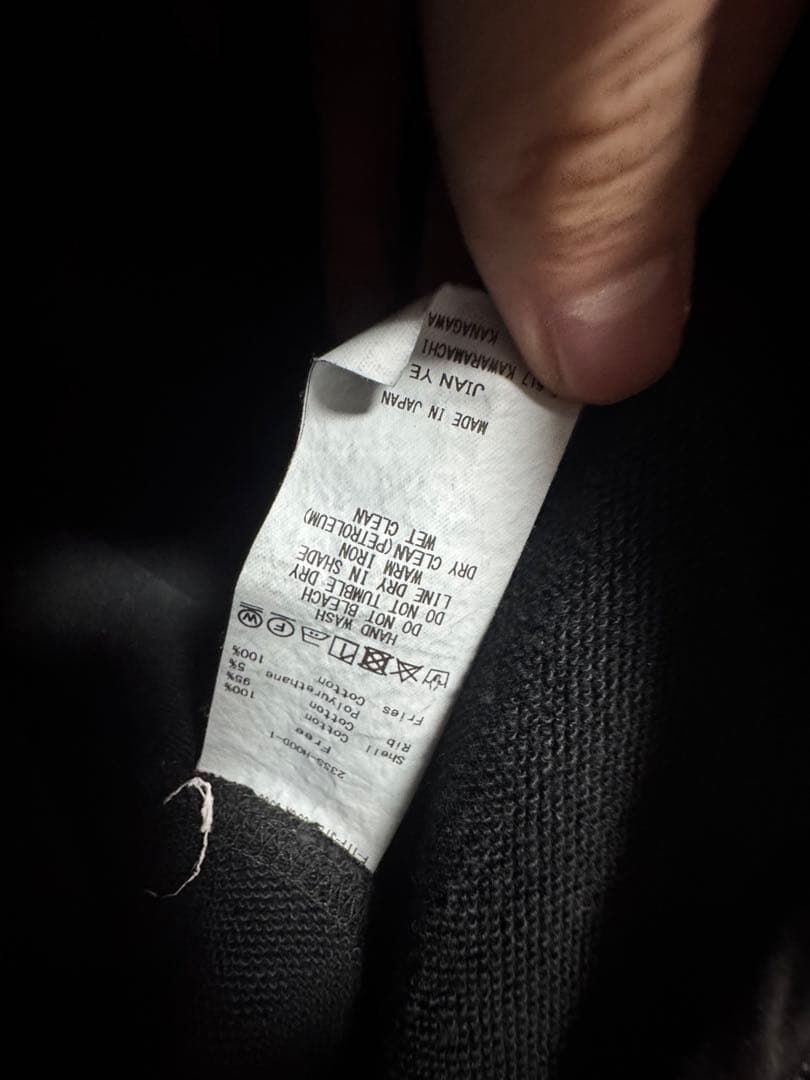 2355-HOOD-1
Free
Shell Cotton 100%
Rib Cotton 95%
Polyurethane 5%
Fries Cotton 100%
HAND WASH
DO NOT BLEACH
DO NOT TUMBLE DRY
LINE DRY IN SHADE
WARM IRON
DRY CLEAN(PETROLEUM)
WET CLEAN
MADE IN JAPAN
JIAN YE
KAWARAMACHI
KANAGAWA